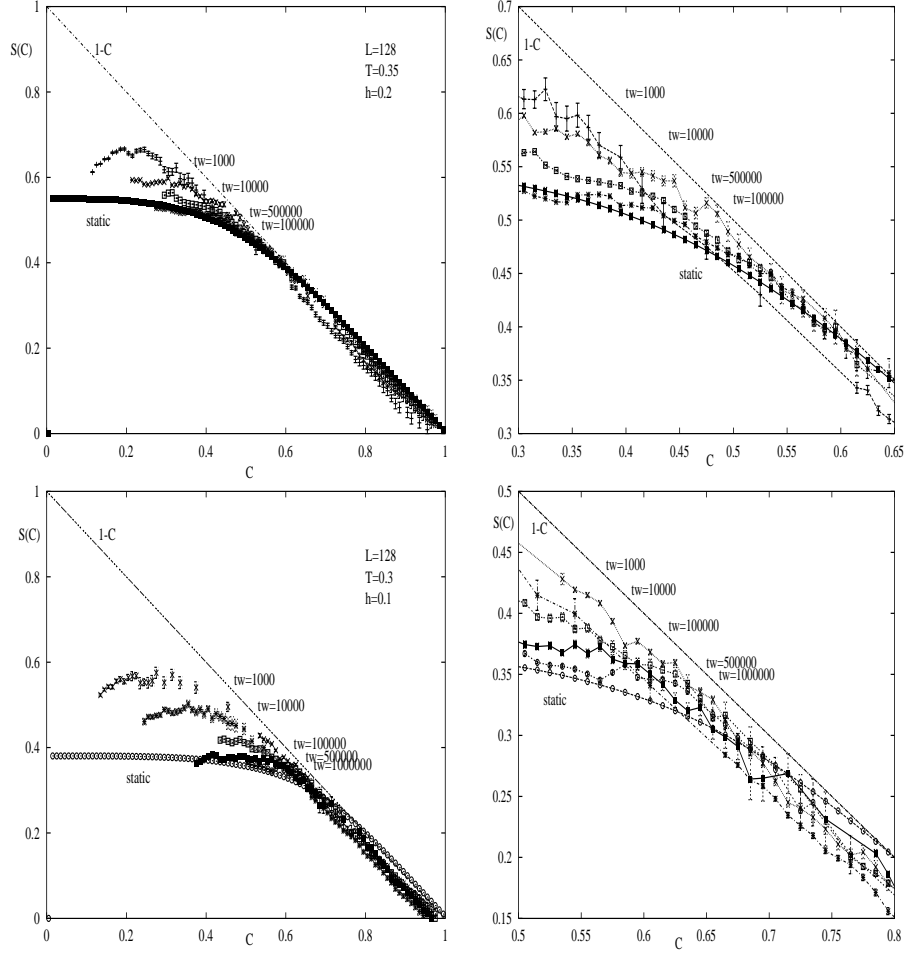 1
S(C)
1-C
L=128
T=0.35
h=0.2
0.8
0.6
tw=1000
tw=10000
tw=500000
tw=100000
static
0.4
0.2
0
0 0.2 0.4 0.6 0.8 1
C
0.7
S(C)
1-C
0.65
tw=1000
0.6
tw=10000
0.55
tw=500000
tw=100000
0.5
static
0.45
0.4
0.35
0.3
0.3 0.35 0.4 0.45 0.5 0.55 0.6 0.65
C
1
S(C)
1-C
L=128
T=0.3
h=0.1
0.8
0.6
tw=1000
tw=10000
tw=100000
tw=500000
tw=1000000
static
0.4
0.2
0
0 0.2 0.4 0.6 0.8 1
C
0.5
S(C)
1-C
0.45
tw=1000
tw=10000
0.4
tw=100000
0.35
tw=500000
tw=1000000
static
0.3
0.25
0.2
0.15
0.5 0.55 0.6 0.65 0.7 0.75 0.8
C